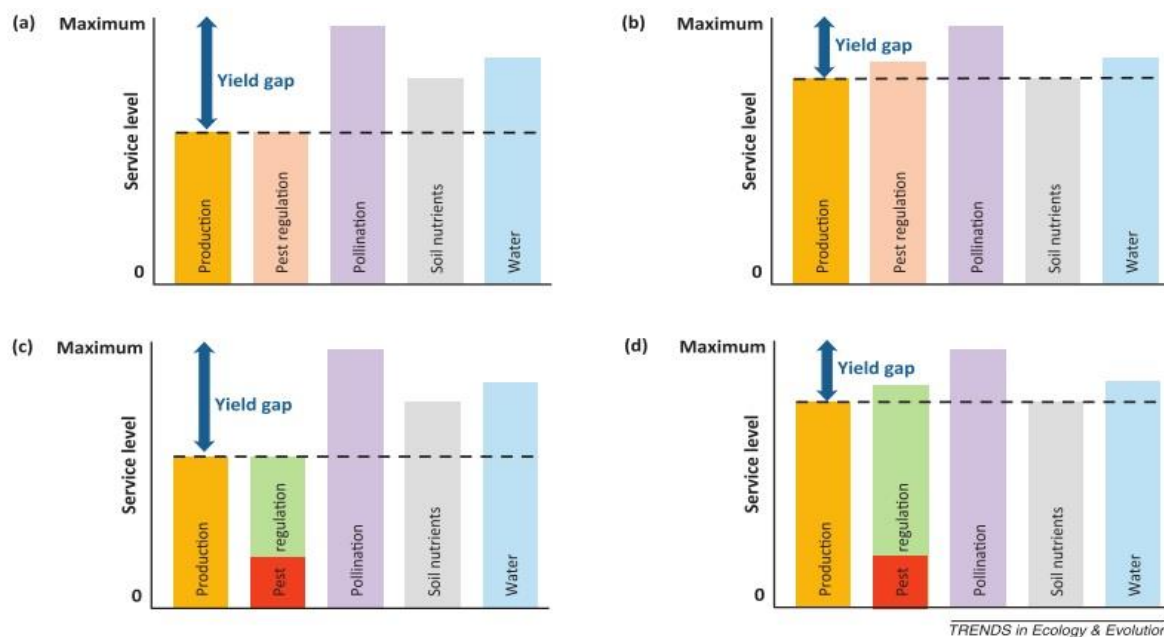 (a)
Maximum
Yield gap
Service level
0
Production
Pest regulation
Pollination
Soil nutrients
Water
(b)
Maximum
Yield gap
Service level
0
Production
Pest regulation
Pollination
Soil nutrients
Water
(c)
Maximum
Yield gap
Service level
0
Production
Pest regulation
Pollination
Soil nutrients
Water
(d)
Maximum
Yield gap
Service level
0
Production
Pest regulation
Pollination
Soil nutrients
Water
TRENDS in Ecology & Evolution